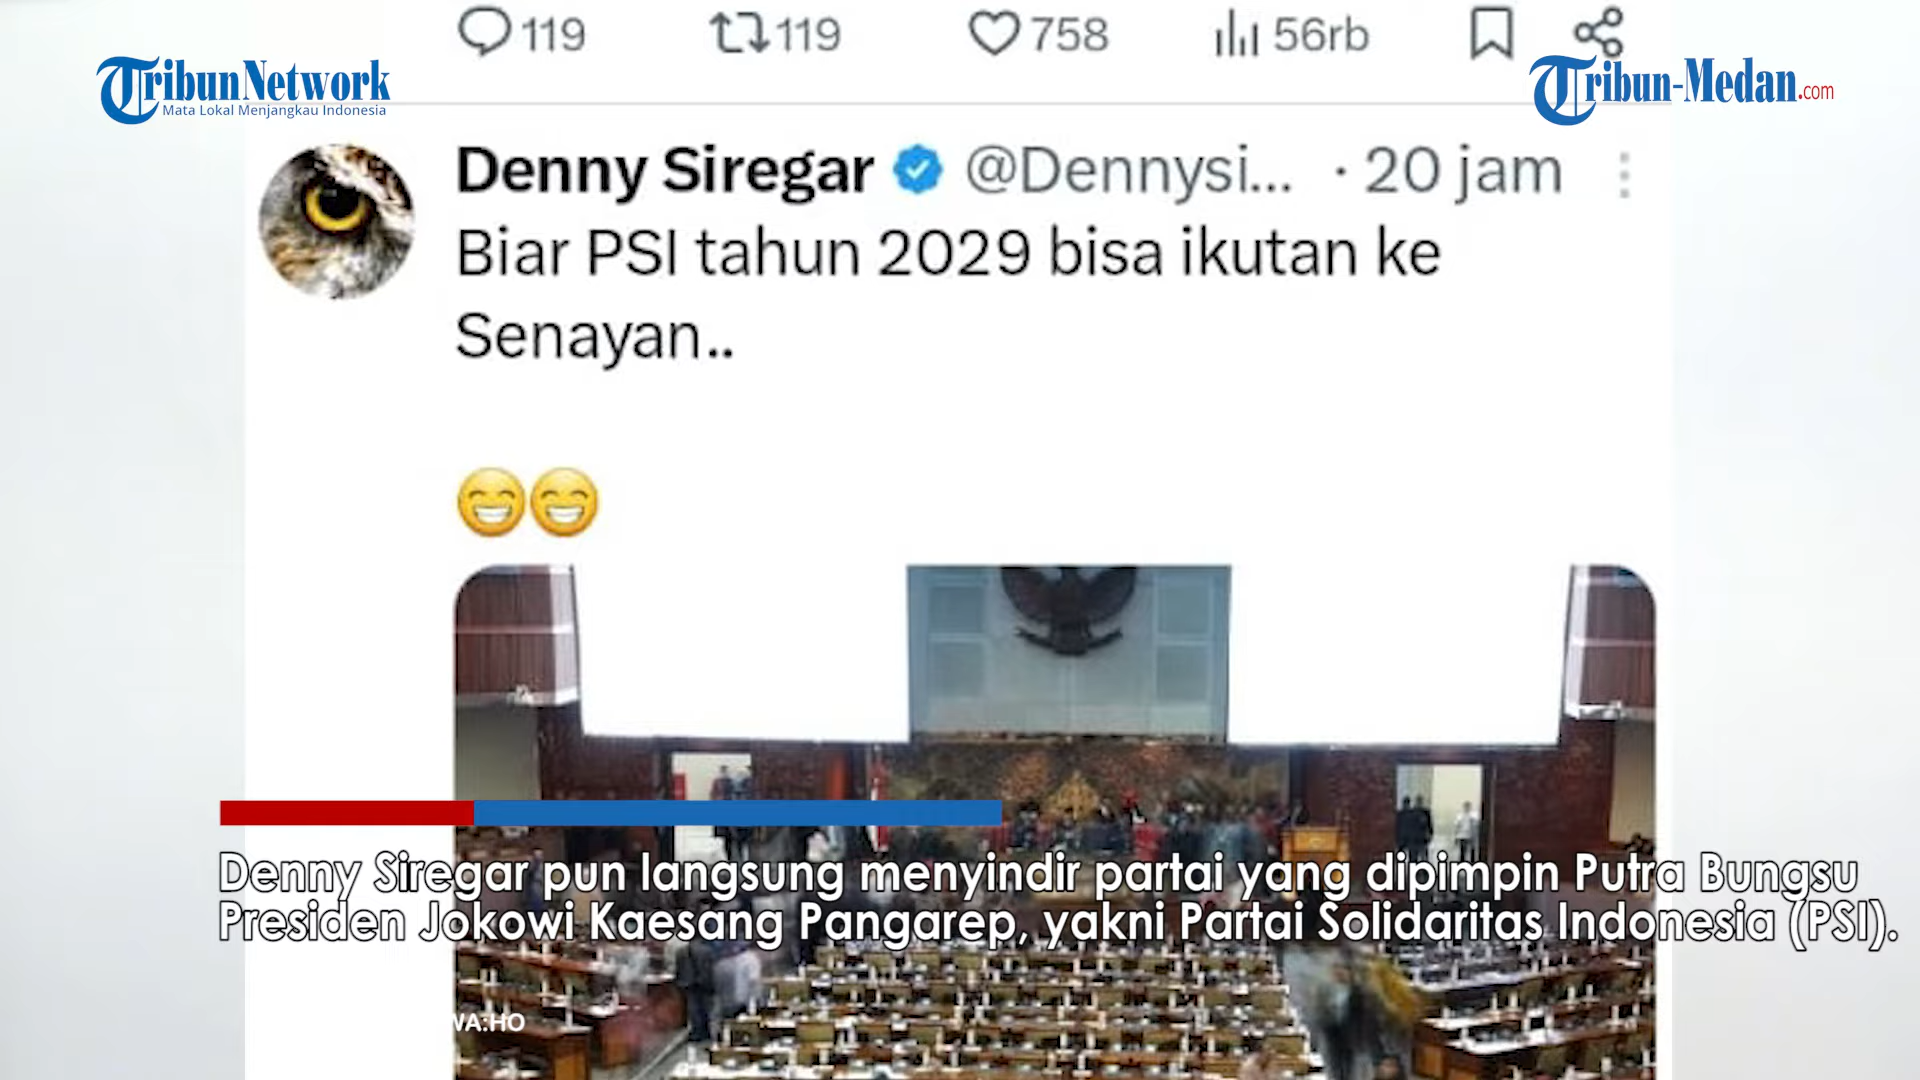 119 119 758 56rb
TribunNetwork
Mata Lokal Menjangkau Indonesia
Tribun-Medan.com
Denny Siregar @Dennysi... · 20 jam
Biar PSI tahun 2029 bisa ikutan ke
Senayan..
😁😁
Denny Siregar pun langsung menyindir partai yang dipimpin Putra Bungsu
Presiden Jokowi Kaesang Pangarep, yakni Partai Solidaritas Indonesia (PSI).
WA:HO